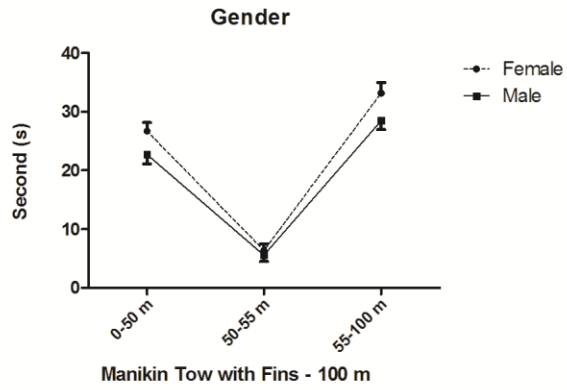 Gender
Second (s)
40
30
20
10
0
0-50 m
50-55 m
55-100 m
Manikin Tow with Fins - 100 m
Female
Male